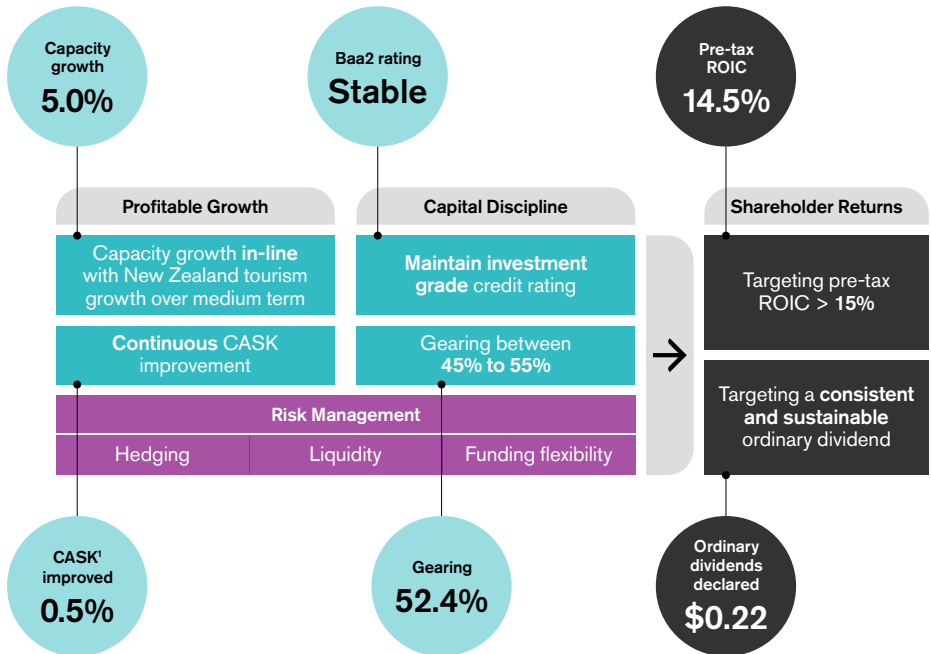 Capacity
growth
5.0%
Baa2 rating
Stable
Pre-tax
ROIC
14.5%
Profitable Growth
Capital Discipline
Shareholder Returns
Capacity growth in-line
with New Zealand tourism
growth over medium term
Maintain investment
grade credit rating
Targeting pre-tax
ROIC > 15%
Continuous CASK
improvement
Gearing between
45% to 55%
Targeting a consistent
and sustainable
ordinary dividend
Risk Management
Hedging
Liquidity
Funding flexibility
CASK¹
improved
0.5%
Gearing
52.4%
Ordinary
dividends
declared
$0.22